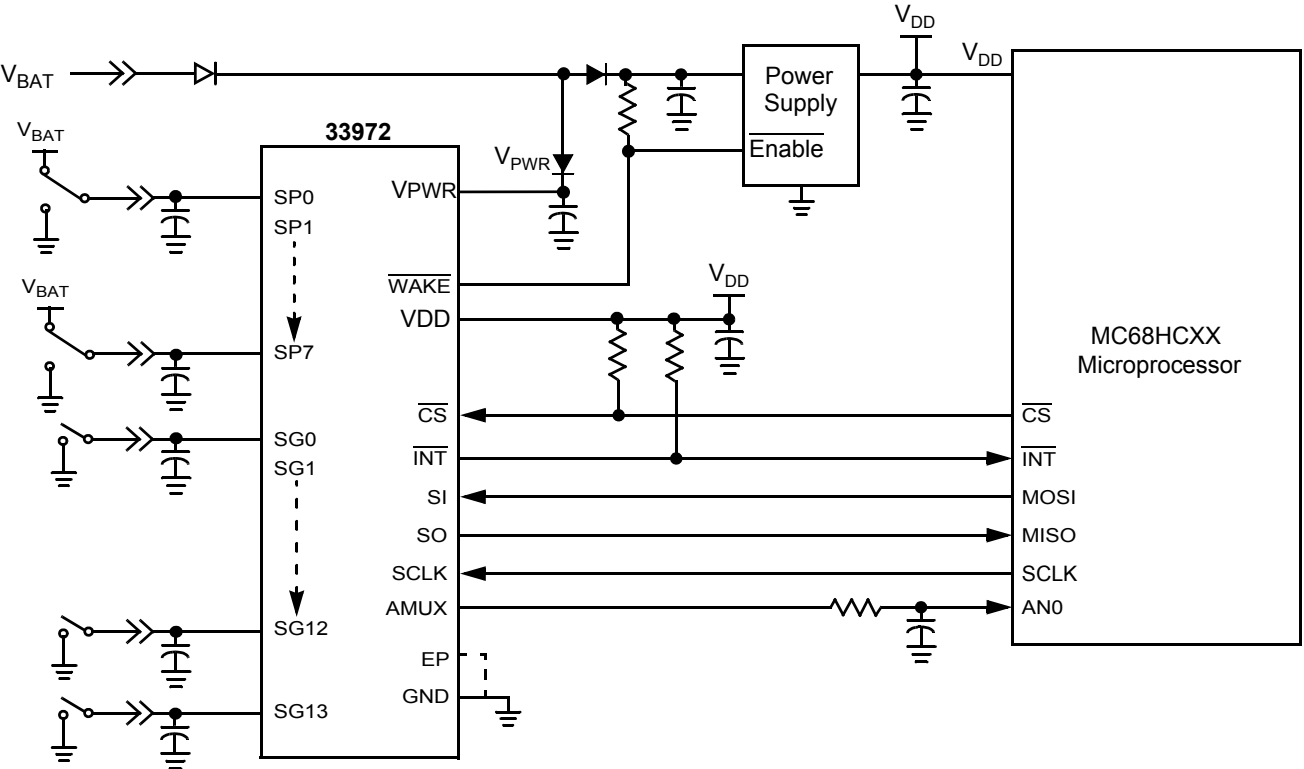 VDD
VBAT
VDD
Power
Supply
Enable
VBAT
33972
VPWR
SP0
VPWR
SP1
WAKE
VDD
VBAT
VDD
SP7
MC68HCXX
Microprocessor
CS
CS
SG0
INT
INT
SG1
SI
MOSI
SO
MISO
SCLK
SCLK
AMUX
AN0
SG12
EP
GND
SG13